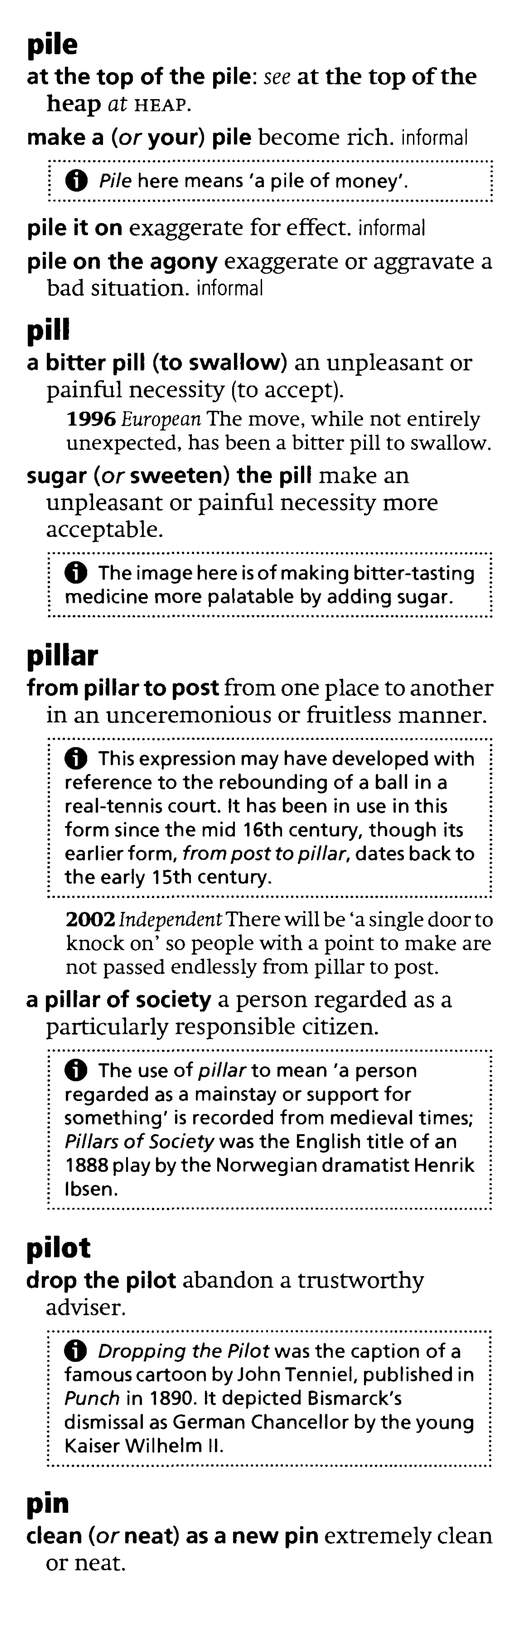 pile
at the top of the pile: see at the top of the
heap at HEAP.
make a (or your) pile become rich. informal
Pile here means 'a pile of money'.
pile it on exaggerate for effect. informal
pile on the agony exaggerate or aggravate a
bad situation. informal
pill
a bitter pill (to swallow) an unpleasant or
painful necessity (to accept).
1996 European The move, while not entirely
unexpected, has been a bitter pill to swallow.
sugar (or sweeten) the pill make an
unpleasant or painful necessity more
acceptable.
The image here is of making bitter-tasting
medicine more palatable by adding sugar.
pillar
from pillar to post from one place to another
in an unceremonious or fruitless manner.
This expression may have developed with
reference to the rebounding of a ball in a
real-tennis court. It has been in use in this
form since the mid 16th century, though its
earlier form, from post to pillar, dates back to
the early 15th century.
2002 Independent There will be 'a single door to
knock on' so people with a point to make are
not passed endlessly from pillar to post.
a pillar of society a person regarded as a
particularly responsible citizen.
The use of pillar to mean 'a person
regarded as a mainstay or support for
something' is recorded from medieval times;
Pillars of Society was the English title of an
1888 play by the Norwegian dramatist Henrik
Ibsen.
pilot
drop the pilot abandon a trustworthy
adviser.
Dropping the Pilot was the caption of a
famous cartoon by John Tenniel, published in
Punch in 1890. It depicted Bismarck's
dismissal as German Chancellor by the young
Kaiser Wilhelm II.
pin
clean (or neat) as a new pin extremely clean
or neat.